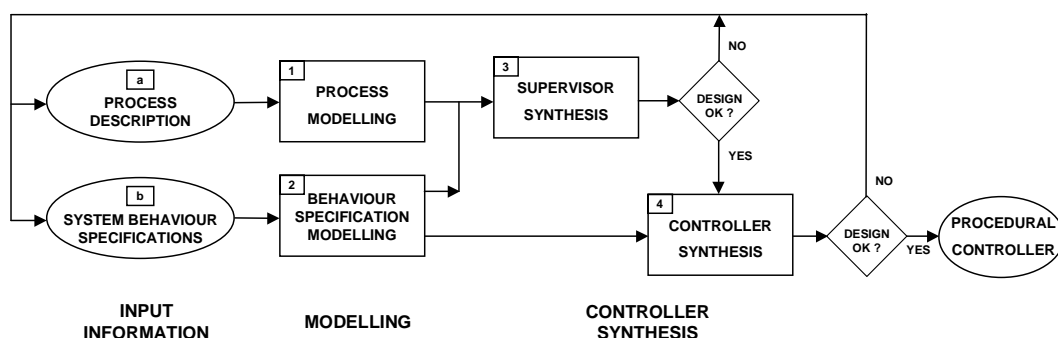 a
PROCESS
DESCRIPTION
1
PROCESS
MODELLING
3
SUPERVISOR
SYNTHESIS
DESIGN
OK ?
NO
YES
b
SYSTEM BEHAVIOUR
SPECIFICATIONS
2
BEHAVIOUR
SPECIFICATION
MODELLING
4
CONTROLLER
SYNTHESIS
DESIGN
OK ?
NO
YES
PROCEDURAL
CONTROLLER
INPUT
INFORMATION
MODELLING
CONTROLLER
SYNTHESIS